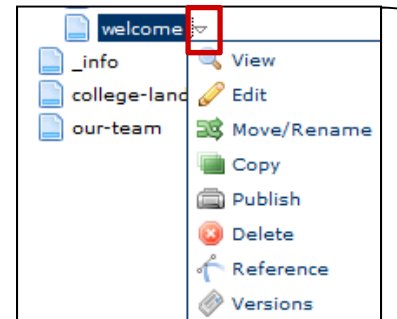 welcome
_info
college-land
our-team
View
Edit
Move/Rename
Copy
Publish
Delete
Reference
Versions